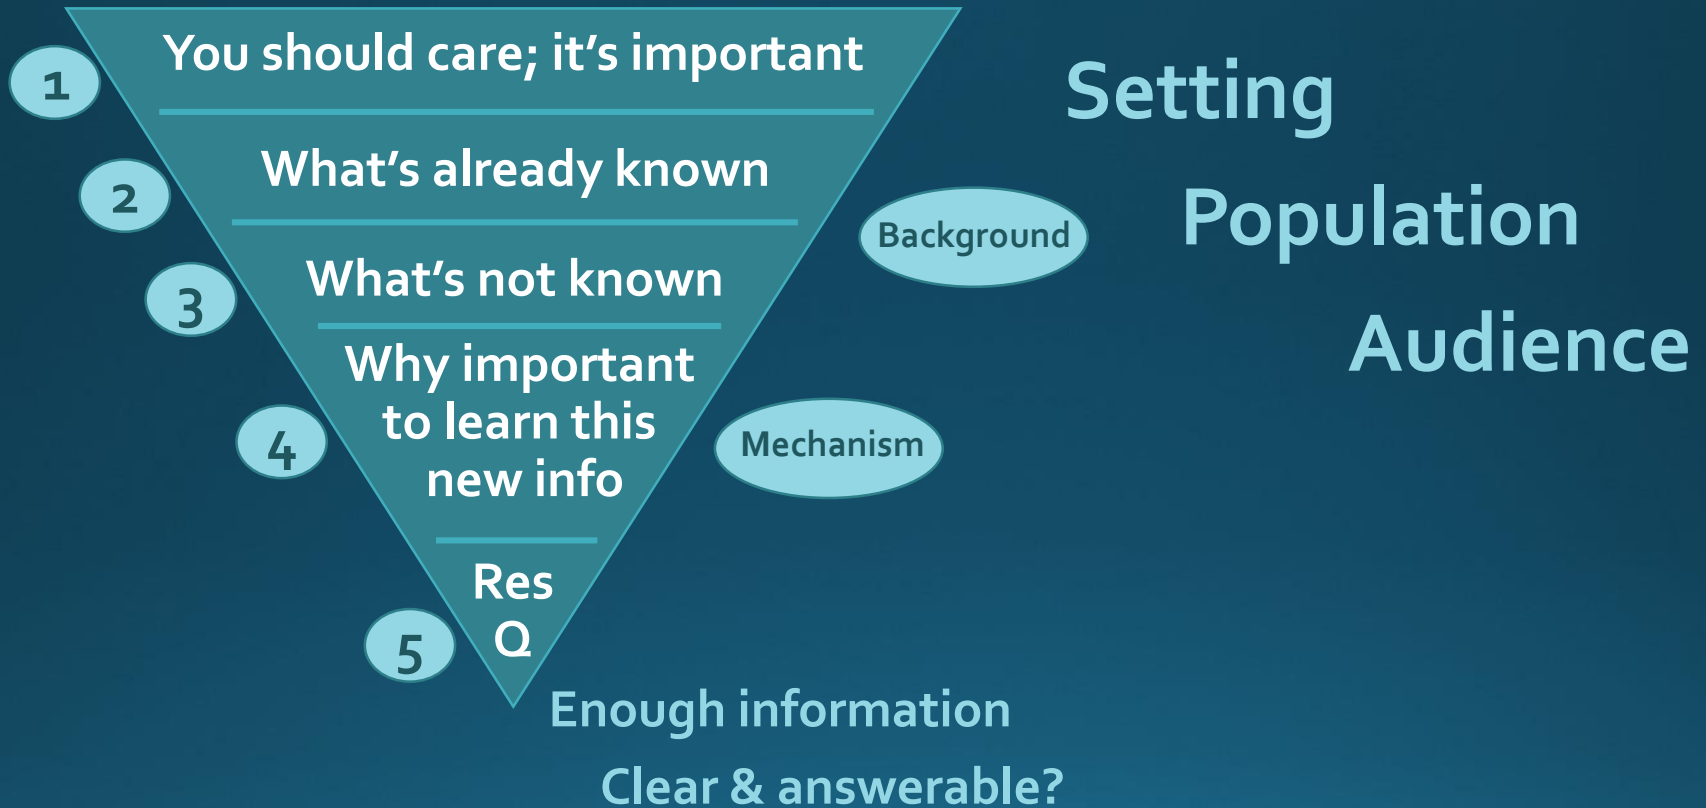 1
You should care; it's important
2
What's already known
3
What's not known
4
Why important
to learn this
new info
5
Res
Q
Background
Mechanism
Setting
Population
Audience
Enough information
Clear & answerable?